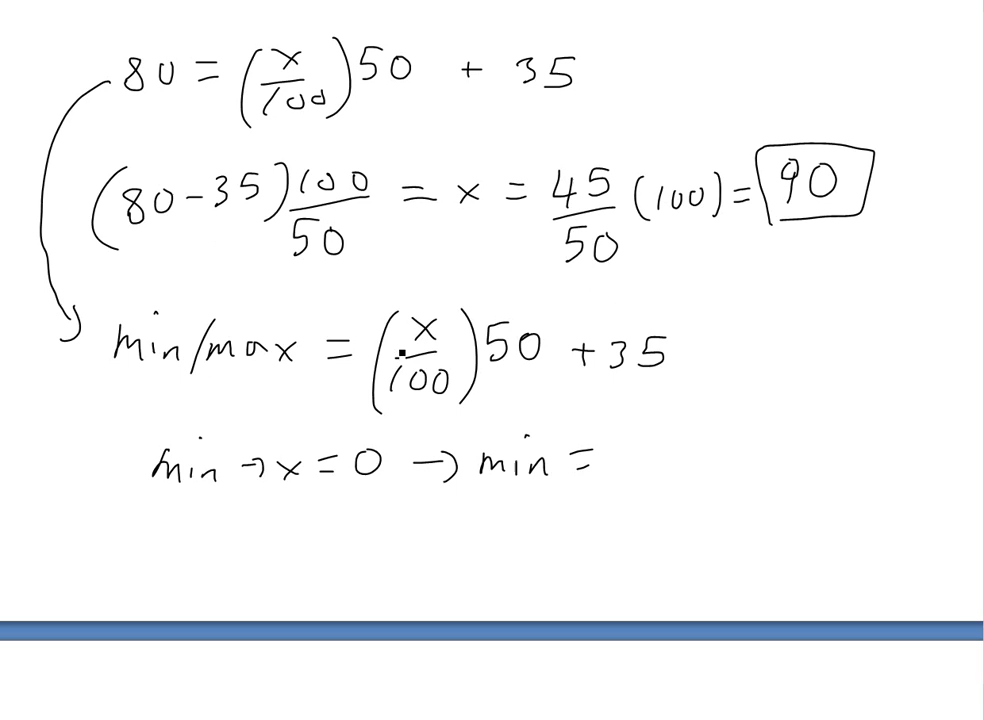 80 = (x/100)50 + 35
(80-35)100/50 = x = 45/50 (100) = 90
min/max = (x/100)50 + 35
min → x = 0 → min =